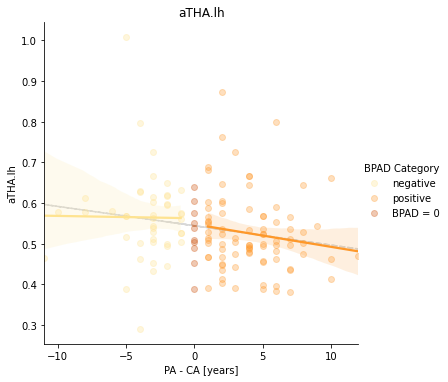 aTHA.lh
1.0
0.9
0.8
0.7
0.6
0.5
0.4
0.3
aTHA.lh
BPAD Category
negative
positive
BPAD = 0
−10
−5
0
5
10
PA - CA [years]